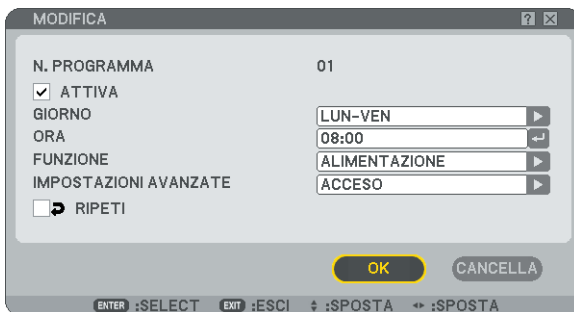 MODIFICA
N. PROGRAMMA 01
ATTIVA
GIORNO LUN-VEN
ORA 08:00
FUNZIONE ALIMENTAZIONE
IMPOSTAZIONI AVANZATE ACCESO
RIPETI
OK CANCELLA
ENTER :SELECT EXIT :ESCI :SPOSTA :SPOSTA